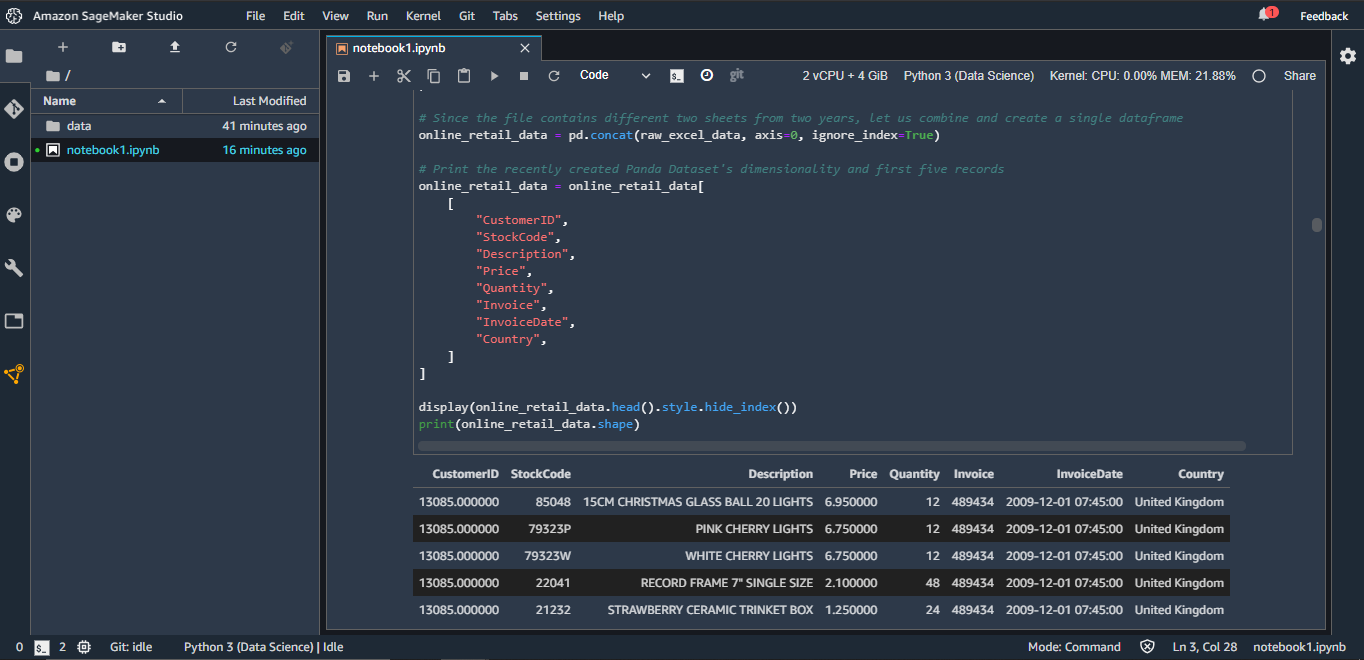 Amazon SageMaker Studio File Edit View Run Kernel Git Tabs Settings Help 1 Feedback
notebook1.ipynb
Code git 2 vCPU + 4 GiB Python 3 (Data Science) Kernel: CPU: 0.00% MEM: 21.88% Share
/
Name Last Modified
data 41 minutes ago
notebook1.ipynb 16 minutes ago
# Since the file contains different two sheets from two years, let us combine and create a single dataframe
online_retail_data = pd.concat(raw_excel_data, axis=0, ignore_index=True)
# Print the recently created Panda Dataset's dimensionality and first five records
online_retail_data = online_retail_data[
[
"CustomerID",
"StockCode",
"Description",
"Price",
"Quantity",
"Invoice",
"InvoiceDate",
"Country",
]
]
display(online_retail_data.head().style.hide_index())
print(online_retail_data.shape)
CustomerID StockCode Description Price Quantity Invoice InvoiceDate Country
13085.000000 85048 15CM CHRISTMAS GLASS BALL 20 LIGHTS 6.950000 12 489434 2009-12-01 07:45:00 United Kingdom
13085.000000 79323P PINK CHERRY LIGHTS 6.750000 12 489434 2009-12-01 07:45:00 United Kingdom
13085.000000 79323W WHITE CHERRY LIGHTS 6.750000 12 489434 2009-12-01 07:45:00 United Kingdom
13085.000000 22041 RECORD FRAME 7" SINGLE SIZE 2.100000 48 489434 2009-12-01 07:45:00 United Kingdom
13085.000000 21232 STRAWBERRY CERAMIC TRINKET BOX 1.250000 24 489434 2009-12-01 07:45:00 United Kingdom
0 $_ 2 Git: idle Python 3 (Data Science) | Idle Mode: Command Ln 3, Col 28 notebook1.ipynb